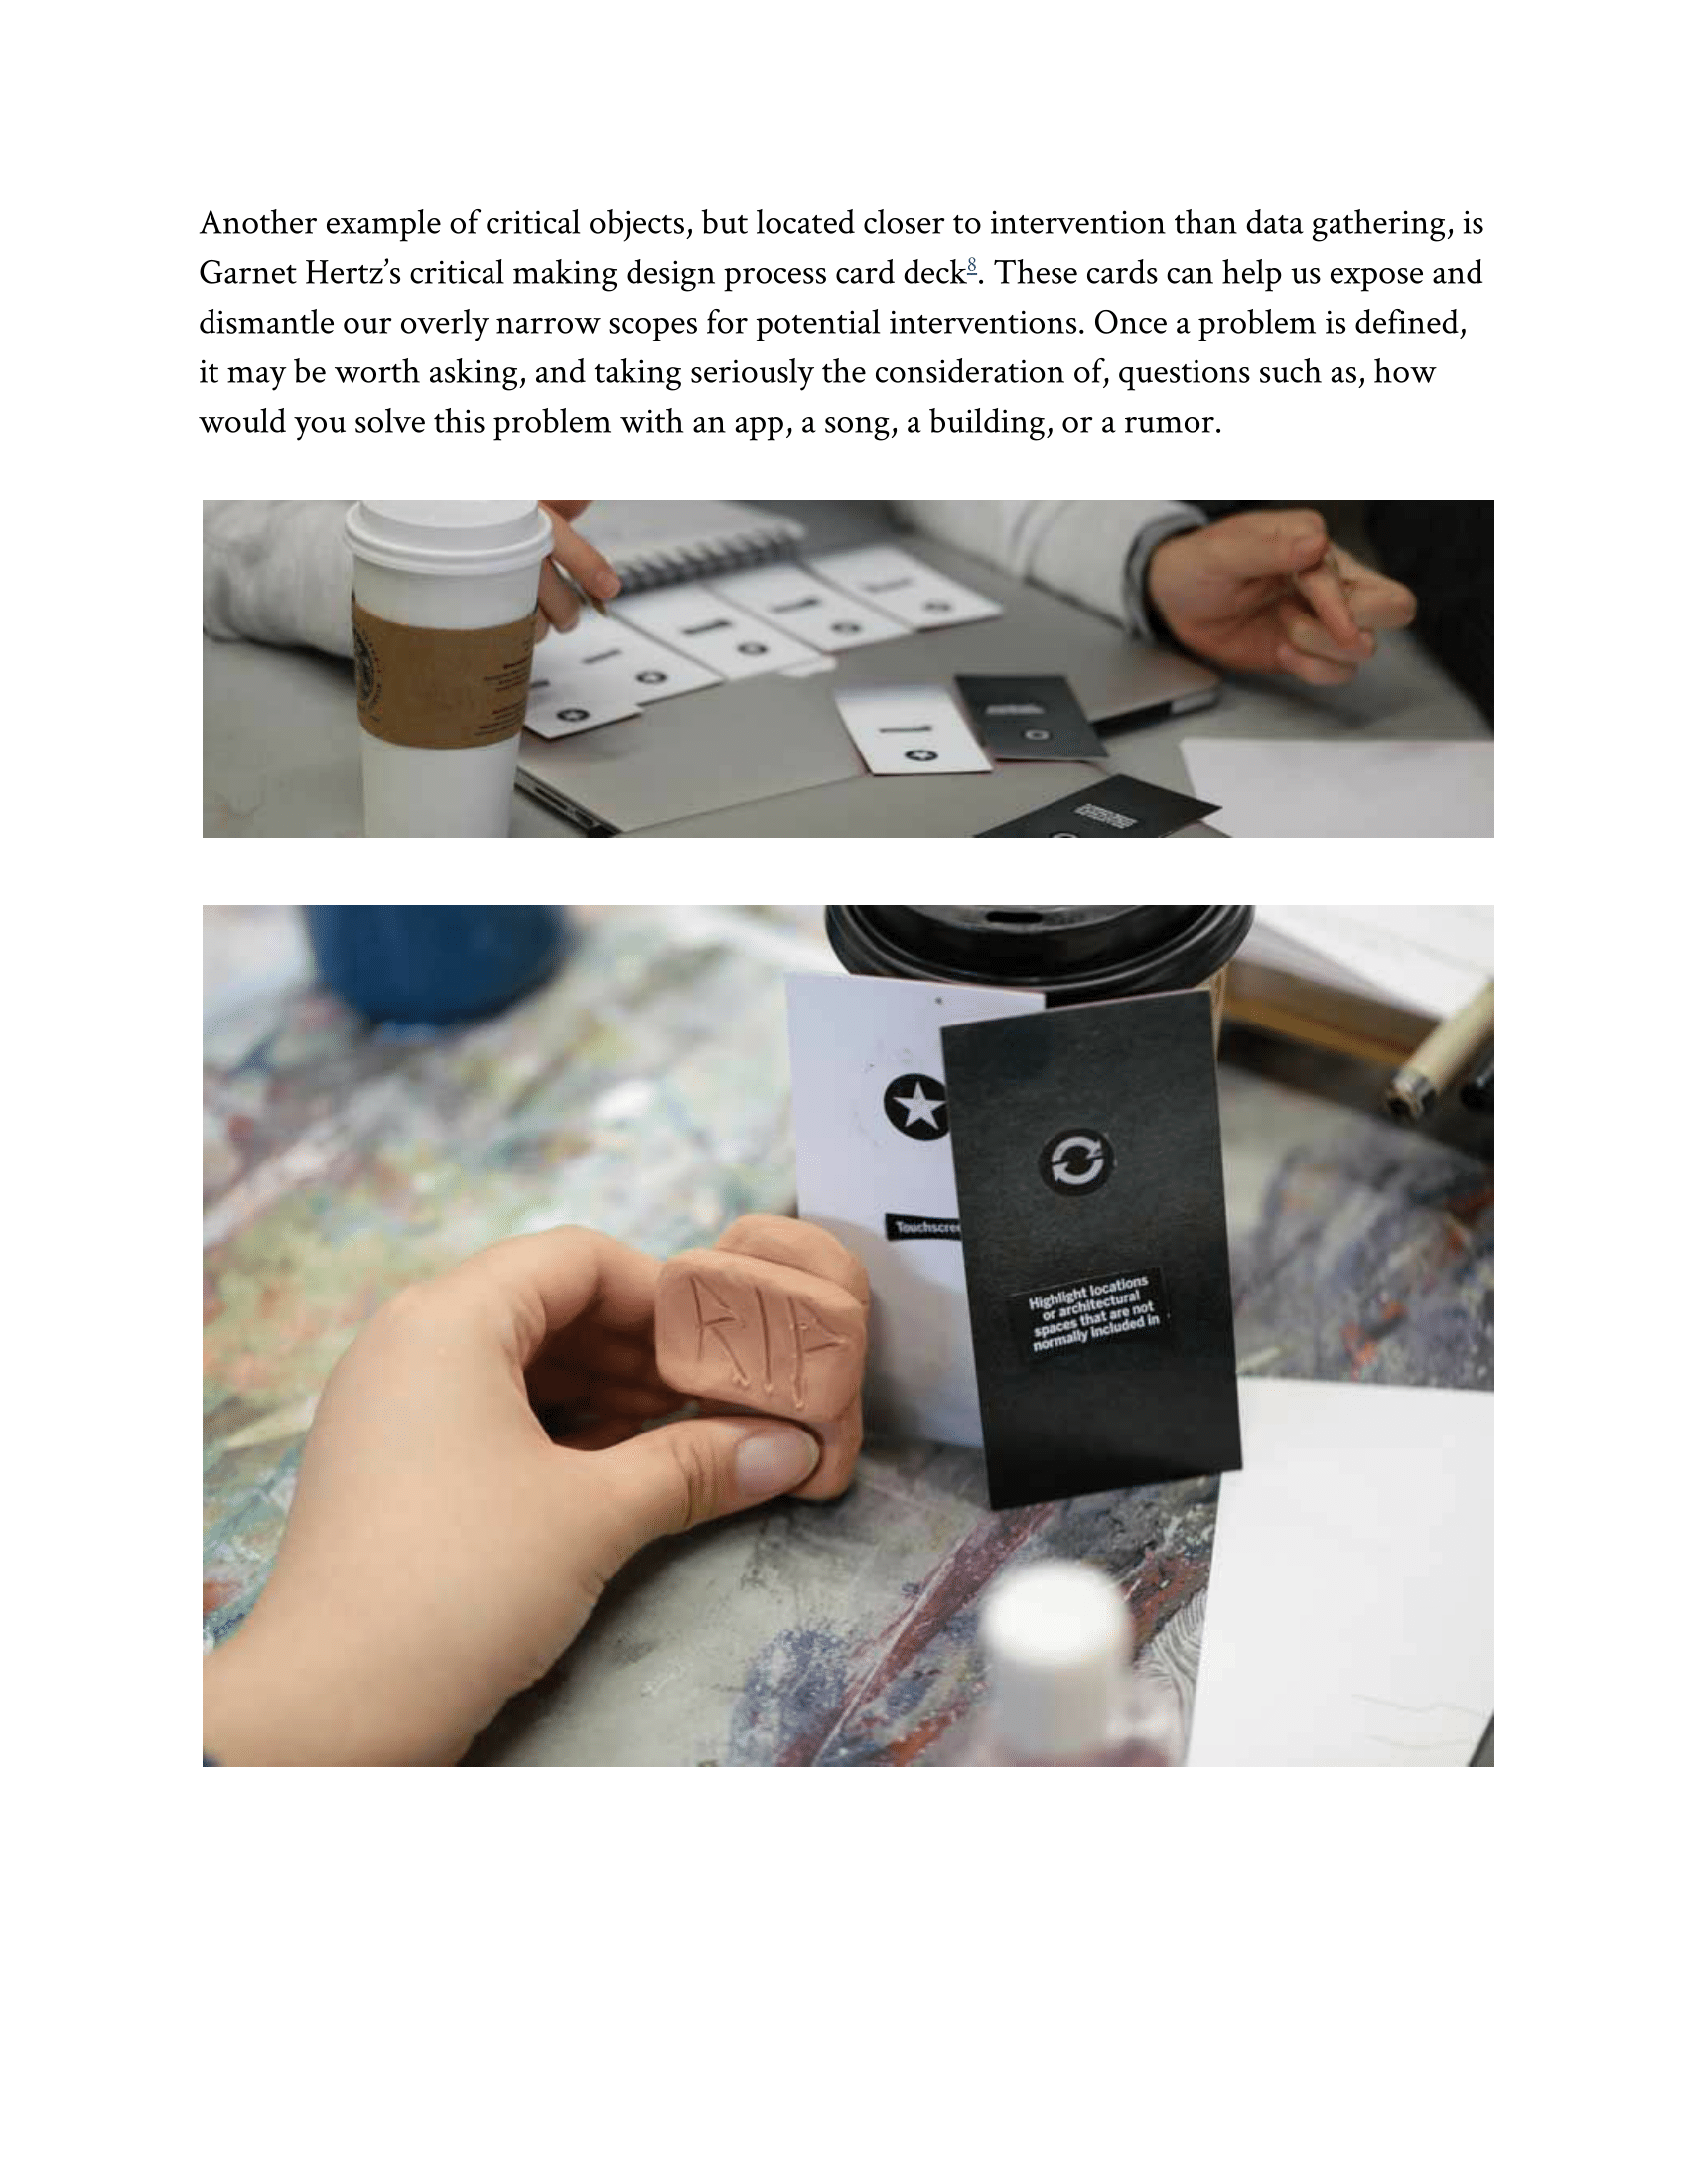 Another example of critical objects, but located closer to intervention than data gathering, is
Garnet Hertz’s critical making design process card deck8. These cards can help us expose and
dismantle our overly narrow scopes for potential interventions. Once a problem is defined,
it may be worth asking, and taking seriously the consideration of, questions such as, how
would you solve this problem with an app, a song, a building, or a rumor.
Touchscree
Highlight locations
or architectural
spaces that are not
normally included in
RIP